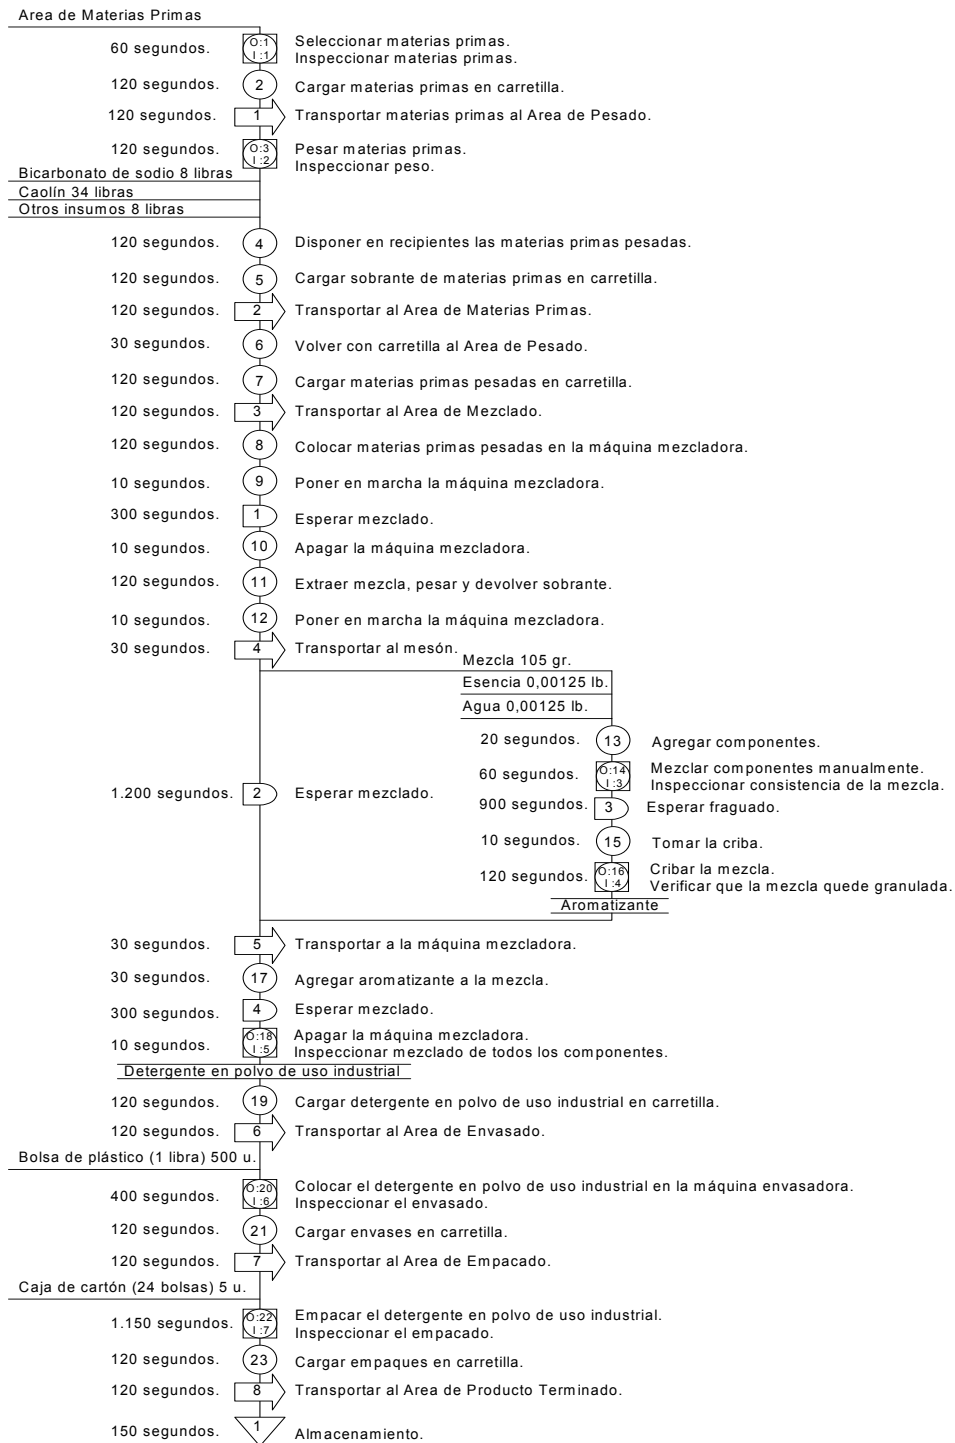 Area de Materias Primas
60 segundos. O:1 Seleccionar materias primas.
I :1 Inspeccionar materias primas.
120 segundos. 2 Cargar materias primas en carretilla.
120 segundos. 1 Transportar materias primas al Area de Pesado.
120 segundos. O:3 Pesar materias primas.
I :2 Inspeccionar peso.
Bicarbonato de sodio 8 libras
Caolín 34 libras
Otros insumos 8 libras
120 segundos. 4 Disponer en recipientes las materias primas pesadas.
120 segundos. 5 Cargar sobrante de materias primas en carretilla.
120 segundos. 2 Transportar al Area de Materias Primas.
30 segundos. 6 Volver con carretilla al Area de Pesado.
120 segundos. 7 Cargar materias primas pesadas en carretilla.
120 segundos. 3 Transportar al Area de Mezclado.
120 segundos. 8 Colocar materias primas pesadas en la máquina mezcladora.
10 segundos. 9 Poner en marcha la máquina mezcladora.
300 segundos. 1 Esperar mezclado.
10 segundos. 10 Apagar la máquina mezcladora.
120 segundos. 11 Extraer mezcla, pesar y devolver sobrante.
10 segundos. 12 Poner en marcha la máquina mezcladora.
30 segundos. 4 Transportar al mesón.
Mezcla 105 gr.
Esencia 0,00125 lb.
Agua 0,00125 lb.
20 segundos. 13 Agregar componentes.
60 segundos. O:14 Mezclar componentes manualmente.
I :3 Inspeccionar consistencia de la mezcla.
1.200 segundos. 2 Esperar mezclado.
900 segundos. 3 Esperar fraguado.
10 segundos. 15 Tomar la criba.
120 segundos. O:16 Cribar la mezcla.
I :4 Verificar que la mezcla quede granulada.
Aromatizante
30 segundos. 5 Transportar a la máquina mezcladora.
30 segundos. 17 Agregar aromatizante a la mezcla.
300 segundos. 4 Esperar mezclado.
10 segundos. O:18 Apagar la máquina mezcladora.
I :5 Inspeccionar mezclado de todos los componentes.
Detergente en polvo de uso industrial
120 segundos. 19 Cargar detergente en polvo de uso industrial en carretilla.
120 segundos. 6 Transportar al Area de Envasado.
Bolsa de plástico (1 libra) 500 u.
400 segundos. O:20 Colocar el detergente en polvo de uso industrial en la máquina envasadora.
I :6 Inspeccionar el envasado.
120 segundos. 21 Cargar envases en carretilla.
120 segundos. 7 Transportar al Area de Empacado.
Caja de cartón (24 bolsas) 5 u.
1.150 segundos. O:22 Empacar el detergente en polvo de uso industrial.
I :7 Inspeccionar el empacado.
120 segundos. 23 Cargar empaques en carretilla.
120 segundos. 8 Transportar al Area de Producto Terminado.
150 segundos. 1 Almacenamiento.